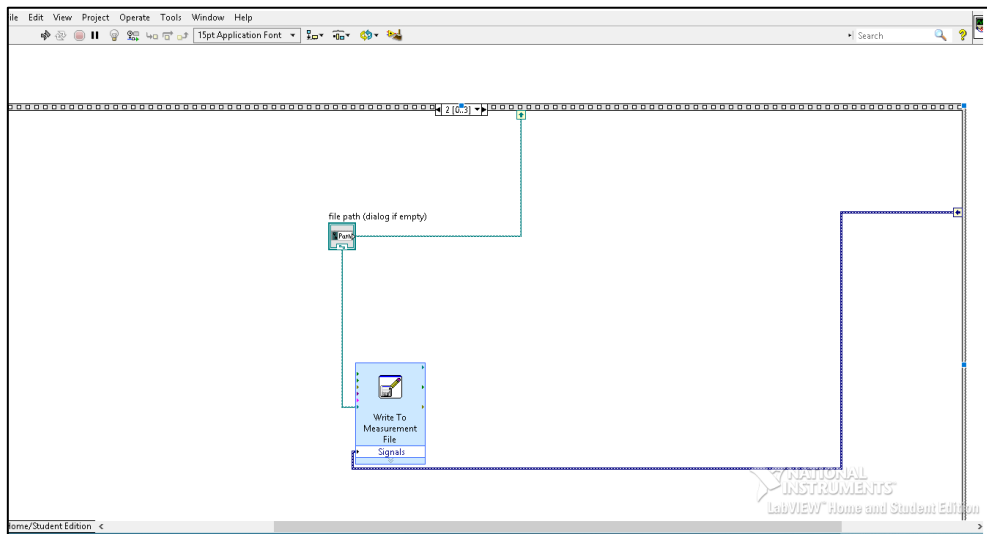 ile Edit View Project Operate Tools Window Help
15pt Application Font
Search
2 [0..3]
file path (dialog if empty)
Path
Write To
Measurement
File
Signals
NATIONAL
INSTRUMENTS
LabVIEW™ Home and Student Edition
Home/Student Edition